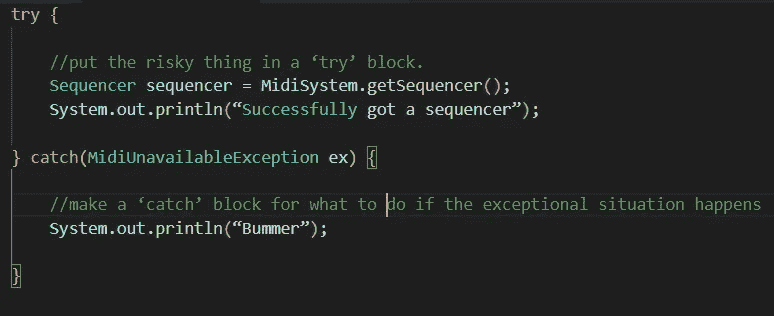 try {
//put the risky thing in a ‘try’ block.
Sequencer sequencer = MidiSystem.getSequencer();
System.out.println(“Successfully got a sequencer”);
} catch(MidiUnavailableException ex) {
//make a ‘catch’ block for what to do if the exceptional situation happens
System.out.println(“Bummer”);
}